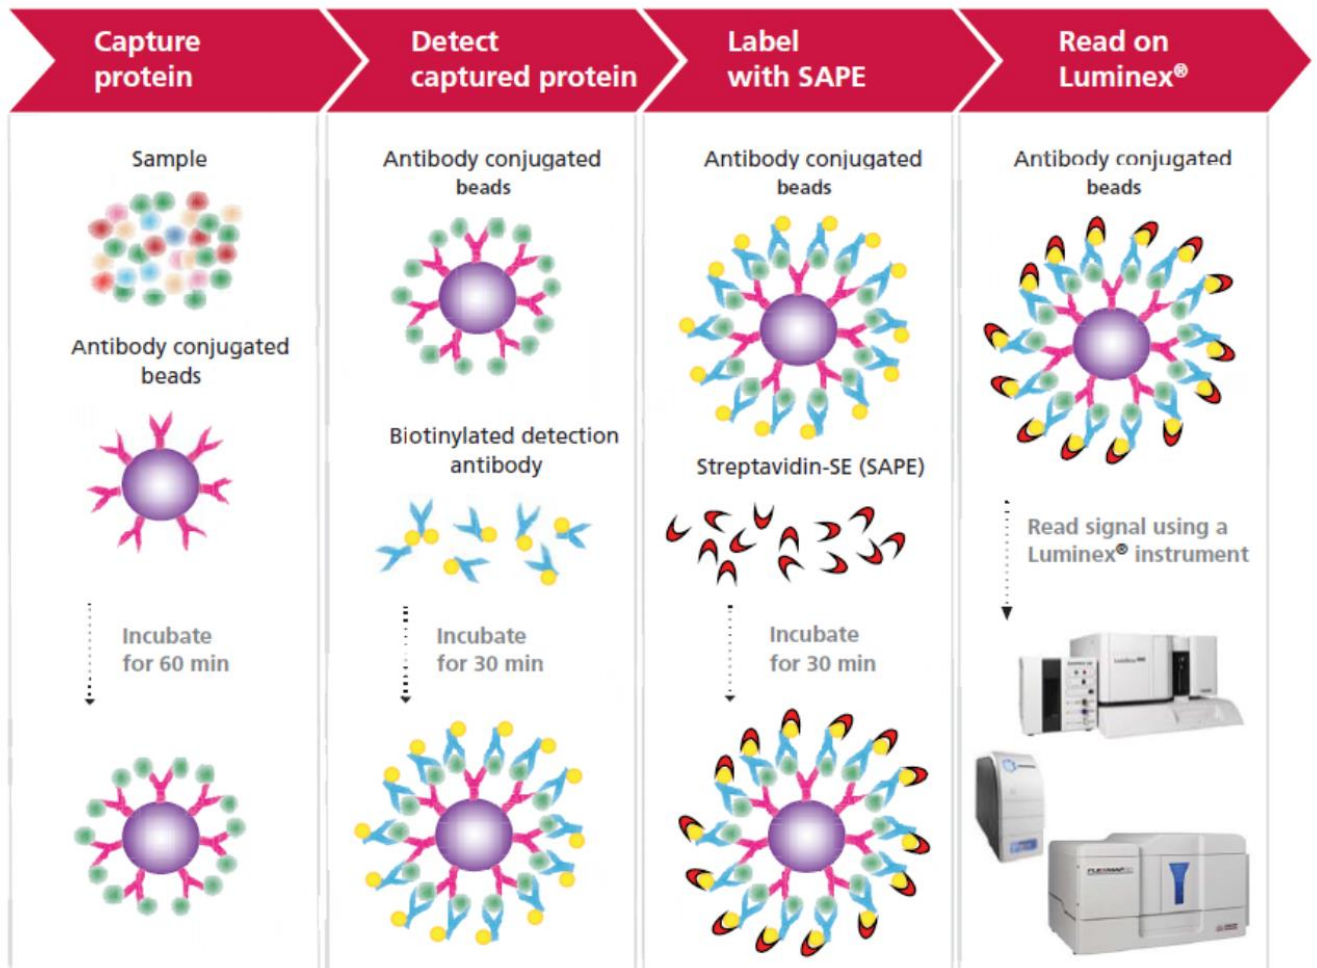 Capture
protein
Detect
captured protein
Label
with SAPE
Read on
Luminex®
Sample
Antibody conjugated
beads
Incubate
for 60 min
Antibody conjugated
beads
Biotinylated detection
antibody
Incubate
for 30 min
Antibody conjugated
beads
Streptavidin-SE (SAPE)
Incubate
for 30 min
Antibody conjugated
beads
Read signal using a
Luminex® instrument